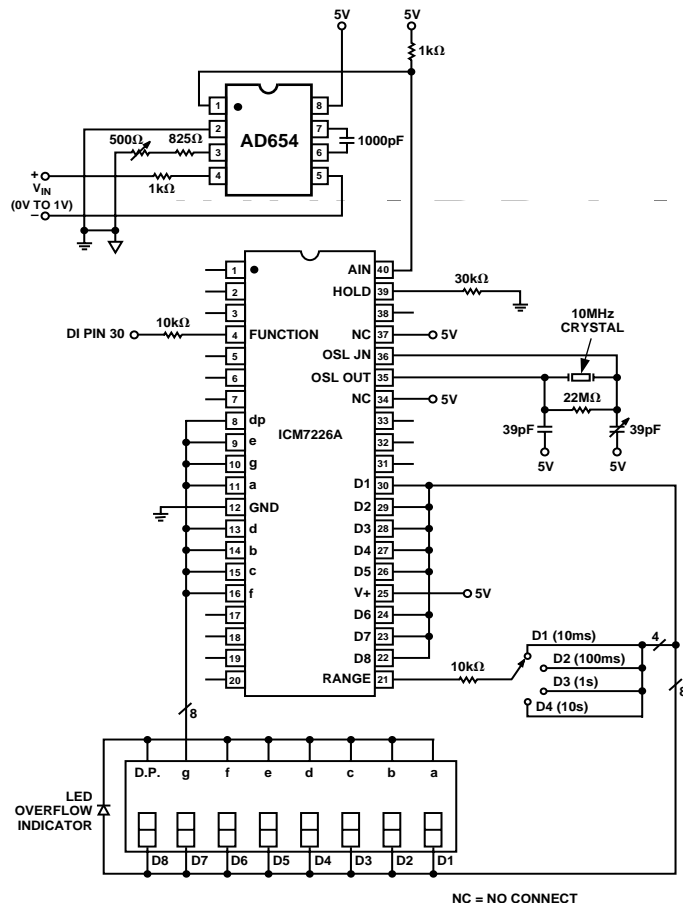 5V
5V
1kΩ
1
8
2
7
AD654
500Ω
825Ω
3
6
1000pF
+
VIN
(0V TO 1V)
–
1kΩ
4
5
1
AIN
40
2
HOLD
39
30kΩ
3
38
10MHz
CRYSTAL
DI PIN 30
10kΩ
4
FUNCTION
NC
37
5V
5
OSL JN
36
6
OSL OUT
35
22MΩ
7
NC
34
5V
8
dp
ICM7226A
33
39pF
39pF
9
e
32
5V
5V
10
g
31
11
a
D1
30
12
GND
D2
29
13
d
D3
28
14
b
D4
27
15
c
D5
26
16
f
V+
25
5V
17
D6
24
18
D7
23
19
D8
22
20
RANGE
21
10kΩ
D1 (10ms)
4
D2 (100ms)
D3 (1s)
D4 (10s)
8
8
D.P.
g
f
e
d
c
b
a
LED
OVERFLOW
INDICATOR
D8
D7
D6
D5
D4
D3
D2
D1
NC = NO CONNECT